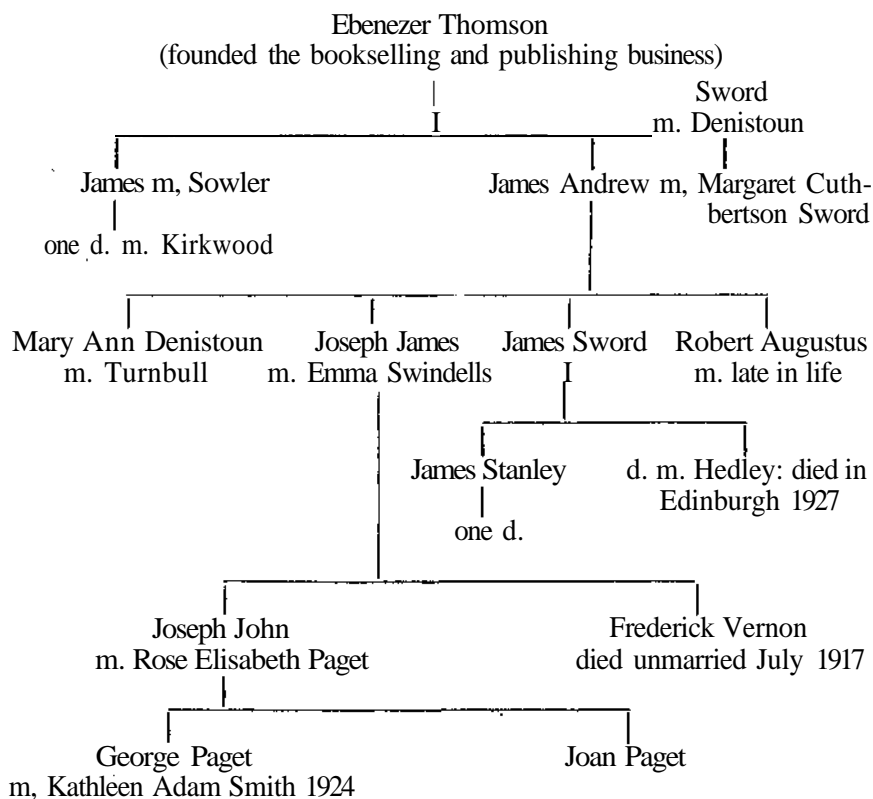 Ebenezer Thomson
(founded the bookselling and publishing business)
Sword
m. Denistoun
James m, Sowler
James Andrew m, Margaret Cuth-
bertson Sword
one d. m. Kirkwood
Mary Ann Denistoun
m. Turnbull
Joseph James
m. Emma Swindells
James Sword
Robert Augustus
m. late in life
James Stanley
one d.
d. m. Hedley: died in
Edinburgh 1927
Joseph John
m. Rose Elisabeth Paget
Frederick Vernon
died unmarried July 1917
George Paget
m, Kathleen Adam Smith 1924
Joan Paget